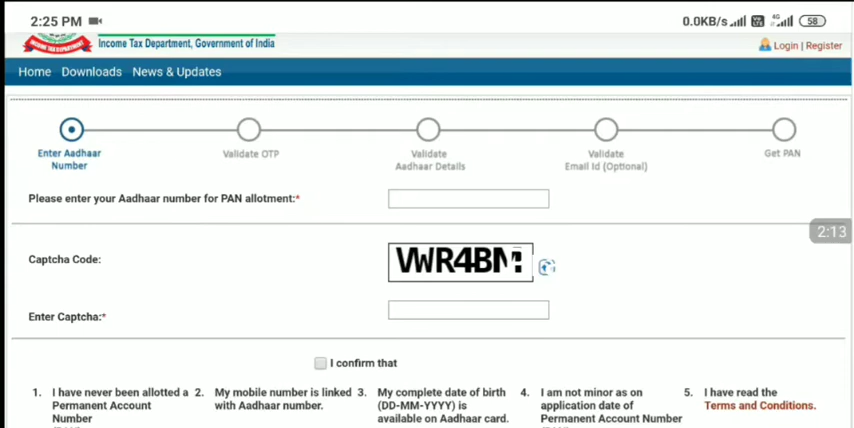 2:25 PM
0.0KB/s 4G 58
INCOME TAX DEPARTMENT
Income Tax Department, Government of India
Login | Register
Home Downloads News & Updates
Enter Aadhaar Number
Validate OTP
Validate Aadhaar Details
Validate Email Id (Optional)
Get PAN
Please enter your Aadhaar number for PAN allotment:*
2:13
Captcha Code:
Enter Captcha:*
I confirm that
1. I have never been allotted a Permanent Account Number
2. My mobile number is linked with Aadhaar number.
3. My complete date of birth (DD-MM-YYYY) is available on Aadhaar card.
4. I am not minor as on application date of Permanent Account Number
5. I have read the Terms and Conditions.